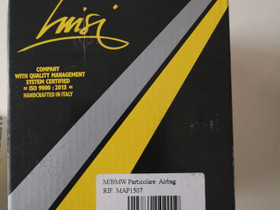 Luisi
COMPANY
WITH QUALITY MANAGEMENT
SYSTEM CERTIFIED
= ISO 9000 : 2015 =
HANDCRAFTED IN ITALY
M/BMW Particolare Airbag
RIF. MAP1507